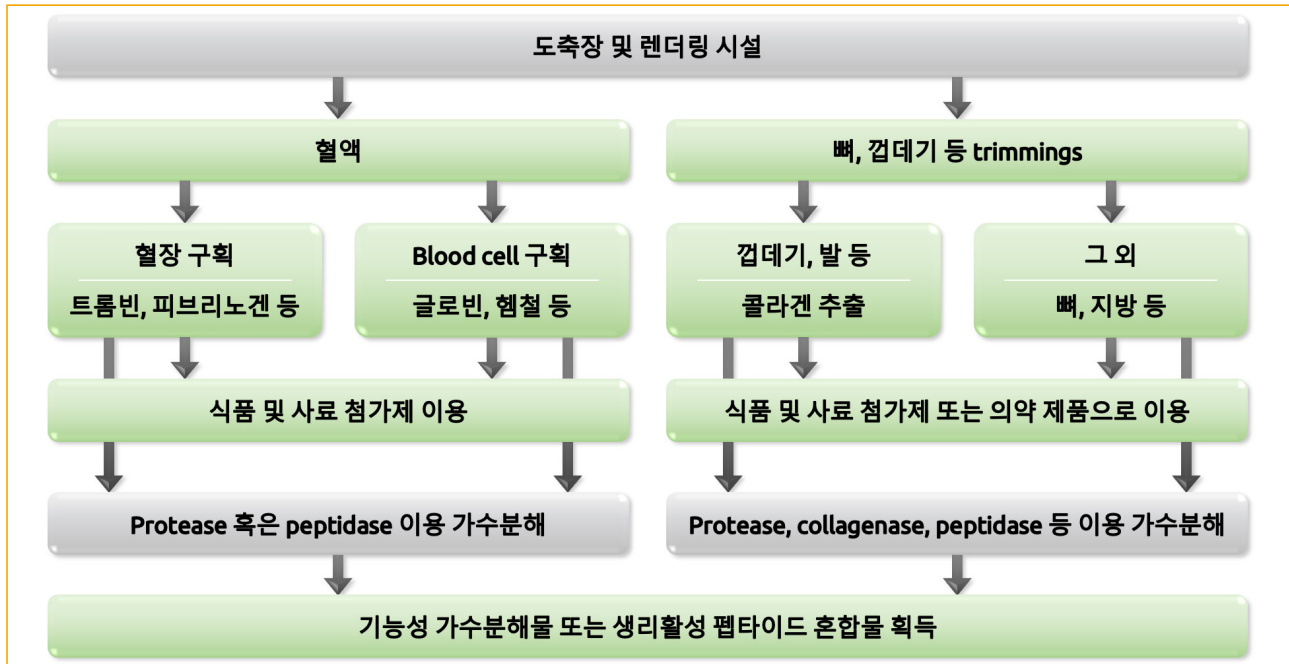 도축장 및 렌더링 시설
혈액
뼈, 껍데기 등 trimmings
혈장 구획
트롬빈, 피브리노겐 등
Blood cell 구획
글로빈, 헴철 등
껍데기, 발 등
콜라겐 추출
그 외
뼈, 지방 등
식품 및 사료 첨가제 이용
식품 및 사료 첨가제 또는 의약 제품으로 이용
Protease 혹은 peptidase 이용 가수분해
Protease, collagenase, peptidase 등 이용 가수분해
기능성 가수분해물 또는 생리활성 펩타이드 혼합물 획득